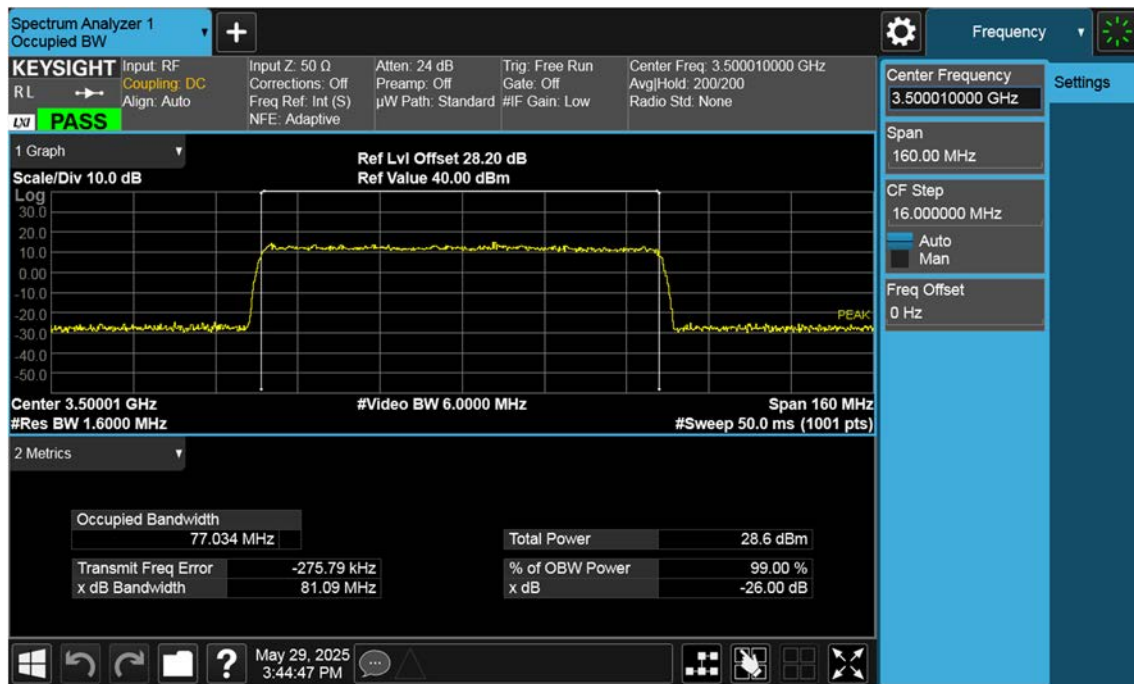 Spectrum Analyzer 1
Occupied BW
+
Frequency
KEYSIGHT
RL
LXI PASS
Input: RF
Coupling: DC
Align: Auto
Input Z: 50 Ω
Corrections: Off
Freq Ref: Int (S)
NFE: Adaptive
Atten: 24 dB
Preamp: Off
µW Path: Standard
Trig: Free Run
Gate: Off
#IF Gain: Low
Center Freq: 3.500010000 GHz
Avg|Hold: 200/200
Radio Std: None
Center Frequency
3.500010000 GHz
Settings
Span
160.00 MHz
CF Step
16.000000 MHz
Auto
Man
Freq Offset
0 Hz
1 Graph
Scale/Div 10.0 dB
Ref Lvl Offset 28.20 dB
Ref Value 40.00 dBm
Log
30.0
20.0
10.0
0.00
-10.0
-20.0
-30.0
-40.0
-50.0
PEAK
Center 3.50001 GHz
#Video BW 6.0000 MHz
Span 160 MHz
#Res BW 1.6000 MHz
#Sweep 50.0 ms (1001 pts)
2 Metrics
Occupied Bandwidth
77.034 MHz
Total Power 28.6 dBm
Transmit Freq Error -275.79 kHz
% of OBW Power 99.00 %
x dB Bandwidth 81.09 MHz
x dB -26.00 dB
?
May 29, 2025
3:44:47 PM